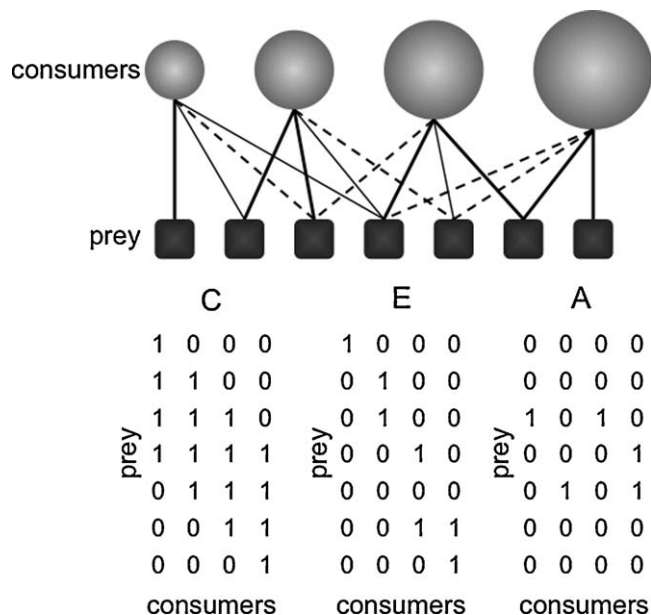 consumers
prey
C E A
1 0 0 0 1 0 0 0 0 0 0 0
1 1 0 0 0 1 0 0 0 0 0 0
1 1 1 0 0 1 0 0 1 0 1 0
1 1 1 1 0 0 1 0 0 0 0 1
0 1 1 1 0 0 0 0 0 1 0 1
0 0 1 1 0 0 1 1 0 0 0 0
0 0 0 1 0 0 0 1 0 0 0 0
prey prey prey
consumers consumers consumers